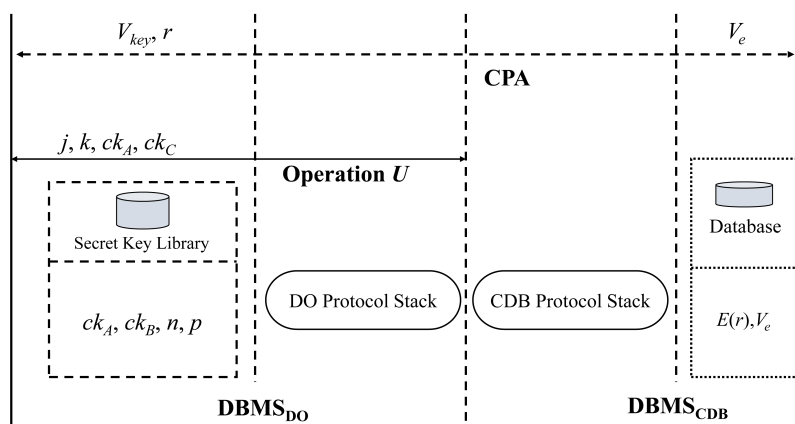 V_key, r
V_e
CPA
j, k, ck_A, ck_C
Operation U
Secret Key Library
Database
DO Protocol Stack
CDB Protocol Stack
ck_A, ck_B, n, p
E(r),V_e
DBMS_DO
DBMS_CDB